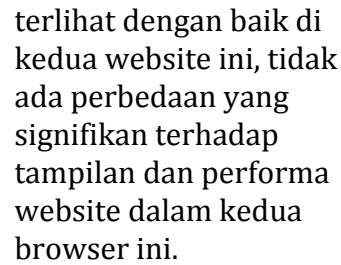 terlihat dengan baik di
kedua website ini, tidak
ada perbedaan yang
signifikan terhadap
tampilan dan performa
website dalam kedua
browser ini.